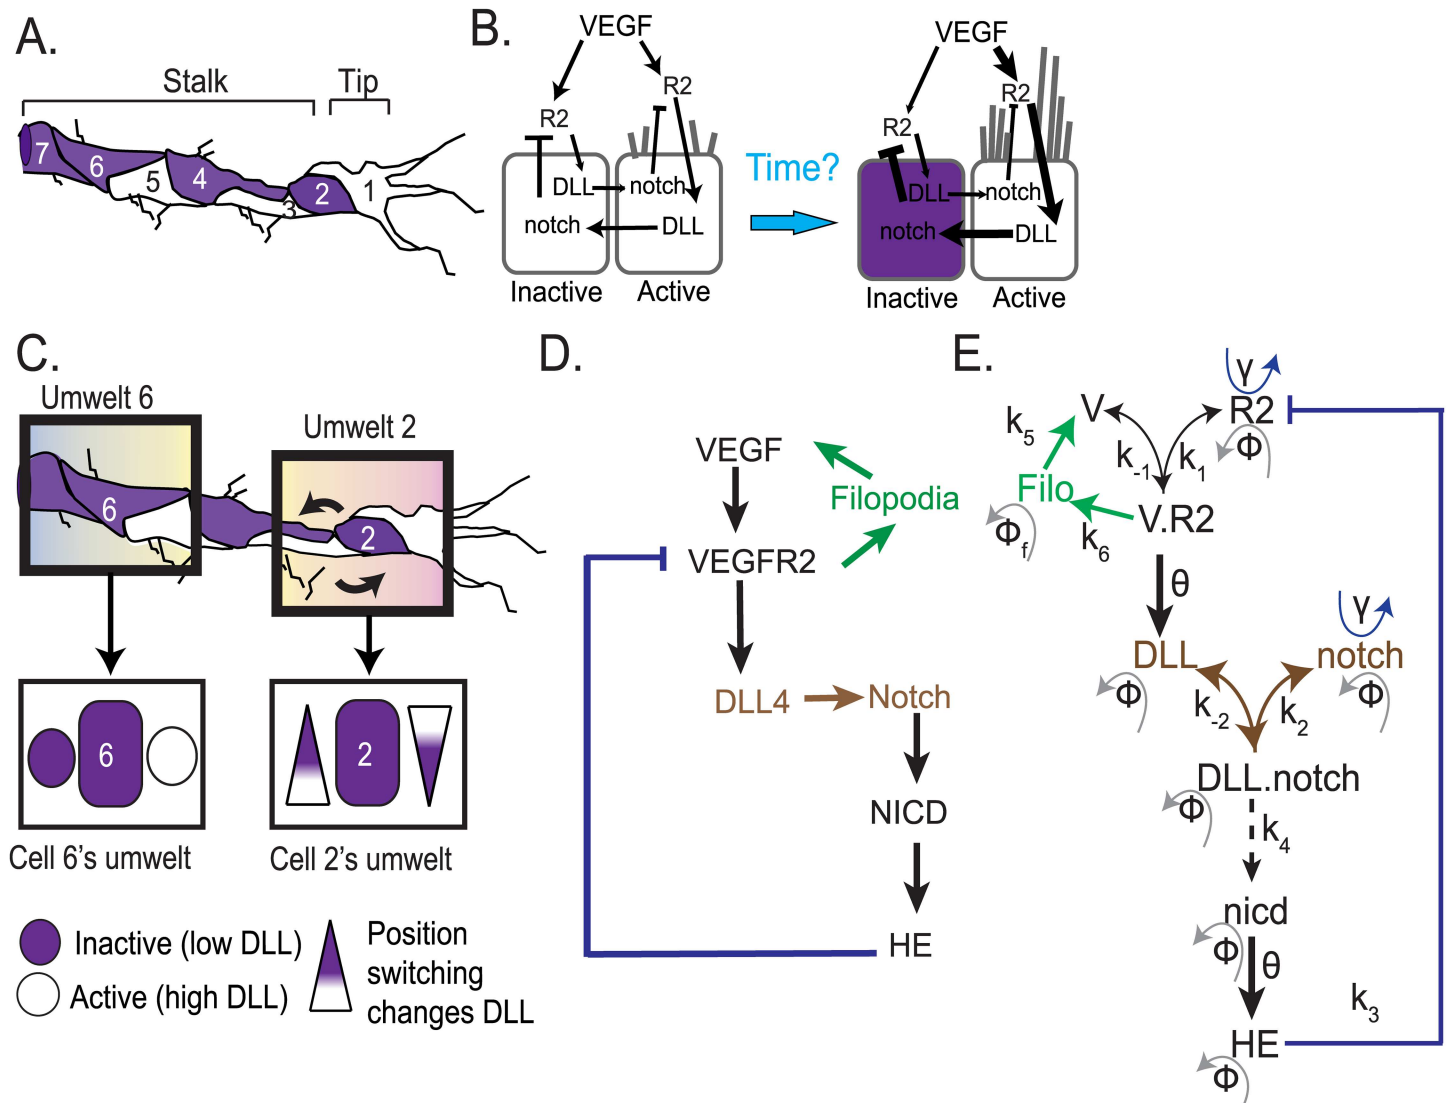 A.
Stalk
Tip
7
6
5
4
3
2
1
B.
VEGF
R2
R2
DLL
notch
notch
DLL
Inactive
Active
Time?
VEGF
R2
R2
DLL
notch
notch
DLL
Inactive
Active
C.
Umwelt 6
Umwelt 2
6
2
6
2
Cell 6's umwelt
Cell 2's umwelt
Inactive (low DLL)
Active (high DLL)
Position
switching
changes DLL
D.
VEGF
Filopodia
VEGFR2
DLL4
Notch
NICD
HE
E.
γ
V
R2
k5
k-1
k1
Φ
Filo
V.R2
Φf
k6
θ
γ
DLL
notch
Φ
k-2
k2
Φ
DLL.notch
Φ
k4
nicd
Φ
θ
k3
HE
Φ